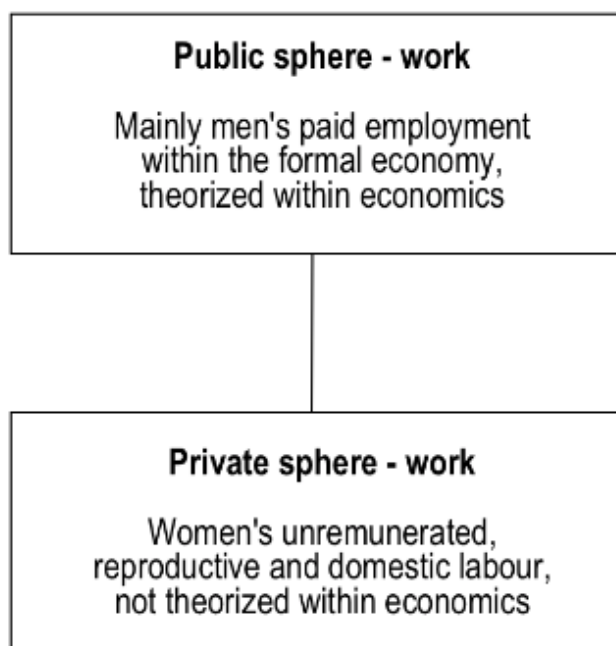 Public sphere - work
Mainly men's paid employment
within the formal economy,
theorized within economics
Private sphere - work
Women's unremunerated,
reproductive and domestic labour,
not theorized within economics